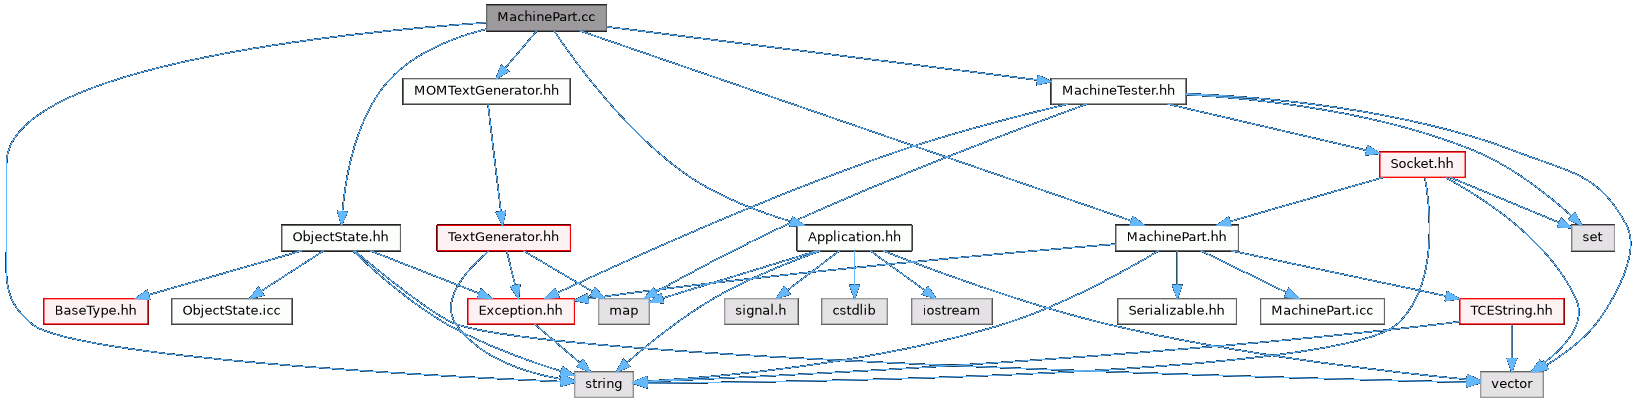 MachinePart.cc
MOMTextGenerator.hh
MachineTester.hh
Socket.hh
ObjectState.hh
TextGenerator.hh
Application.hh
MachinePart.hh
set
BaseType.hh
ObjectState.icc
Exception.hh
map
signal.h
cstdlib
iostream
Serializable.hh
MachinePart.icc
TCEString.hh
string
vector